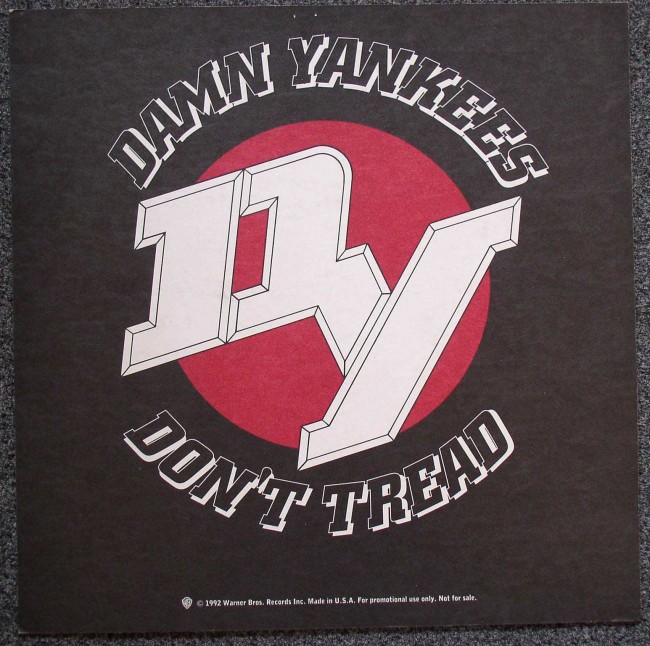 DAMN YANKEES
DY
DON'T TREAD
© 1992 Warner Bros. Records Inc. Made in U.S.A. For promotional use only. Not for sale.